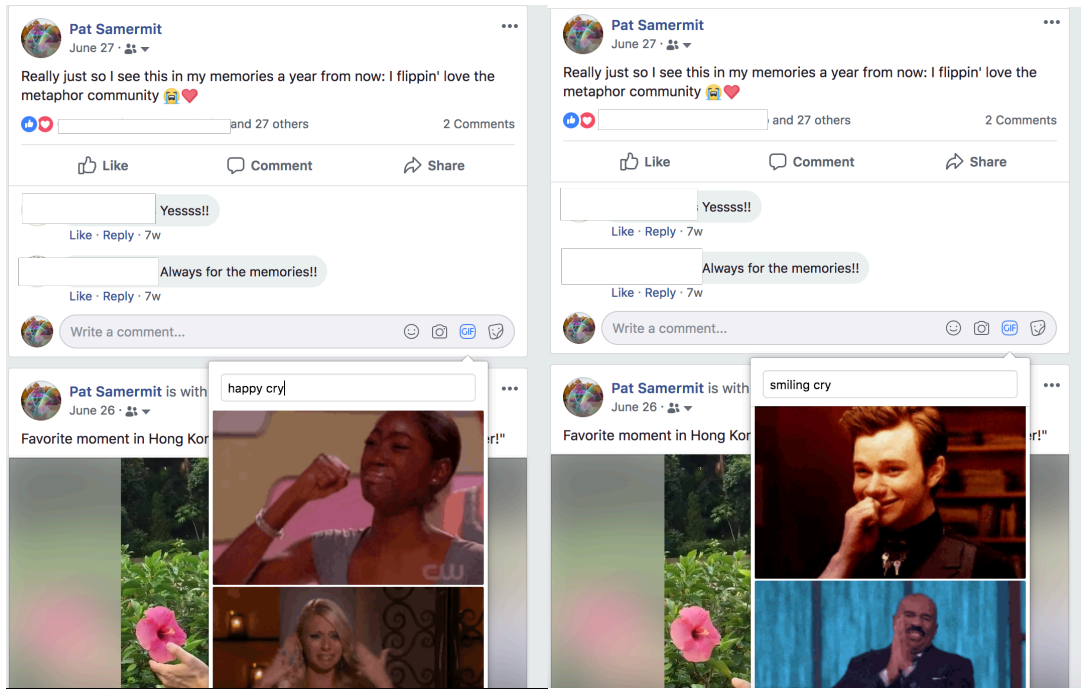 Pat Samermit
June 27 ·
Really just so I see this in my memories a year from now: I flippin' love the
metaphor community 😭❤️
and 27 others 2 Comments
Like Comment Share
Yessss!!
Like · Reply · 7w
Always for the memories!!
Like · Reply · 7w
Write a comment... GIF
happy cry
Pat Samermit is with
June 26 ·
Favorite moment in Hong Kor er!"
CW
Pat Samermit
June 27 ·
Really just so I see this in my memories a year from now: I flippin' love the
metaphor community 😭❤️
and 27 others 2 Comments
Like Comment Share
Yessss!!
Like · Reply · 7w
Always for the memories!!
Like · Reply · 7w
Write a comment... GIF
smiling cry
Pat Samermit is with
June 26 ·
Favorite moment in Hong Kor er!"